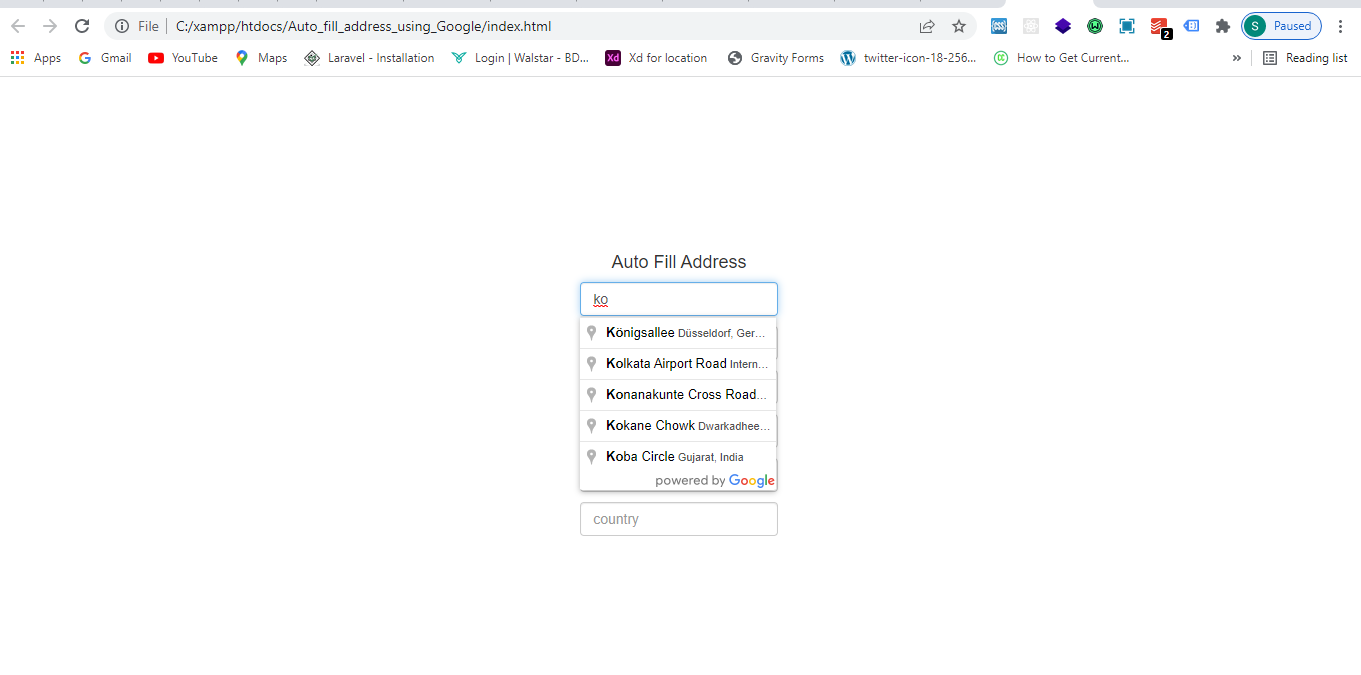 File C:/xampp/htdocs/Auto_fill_address_using_Google/index.html 2 S Paused
Apps Gmail YouTube Maps Laravel - Installation Login | Walstar - BD... Xd Xd for location Gravity Forms twitter-icon-18-256... How to Get Current... » Reading list
Auto Fill Address
ko
Königsallee Düsseldorf, Ger...
Kolkata Airport Road Intern...
Konanakunte Cross Road...
Kokane Chowk Dwarkadhee...
Koba Circle Gujarat, India
powered by Google
country